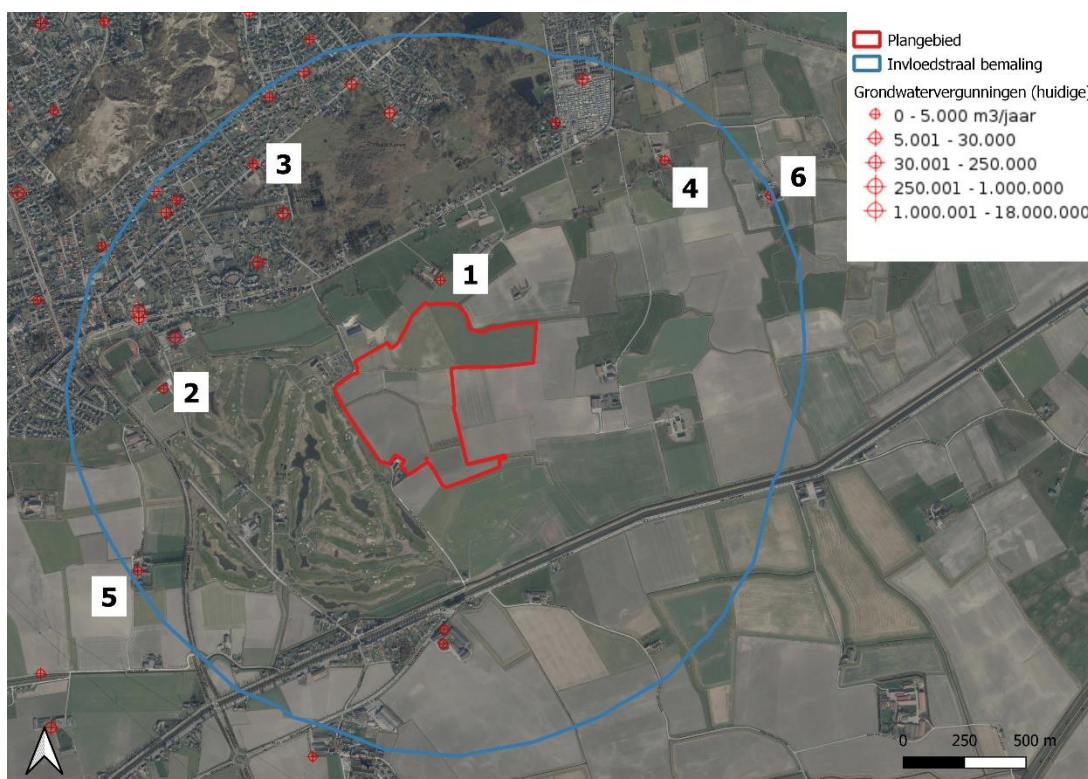 Plangebied
Invloedstraal bemaling
Grondwatervergunningen (huidige)
0 - 5.000 m3/jaar
5.001 - 30.000
30.001 - 250.000
250.001 - 1.000.000
1.000.001 - 18.000.000
3
4
6
1
2
5
0 250 500 m